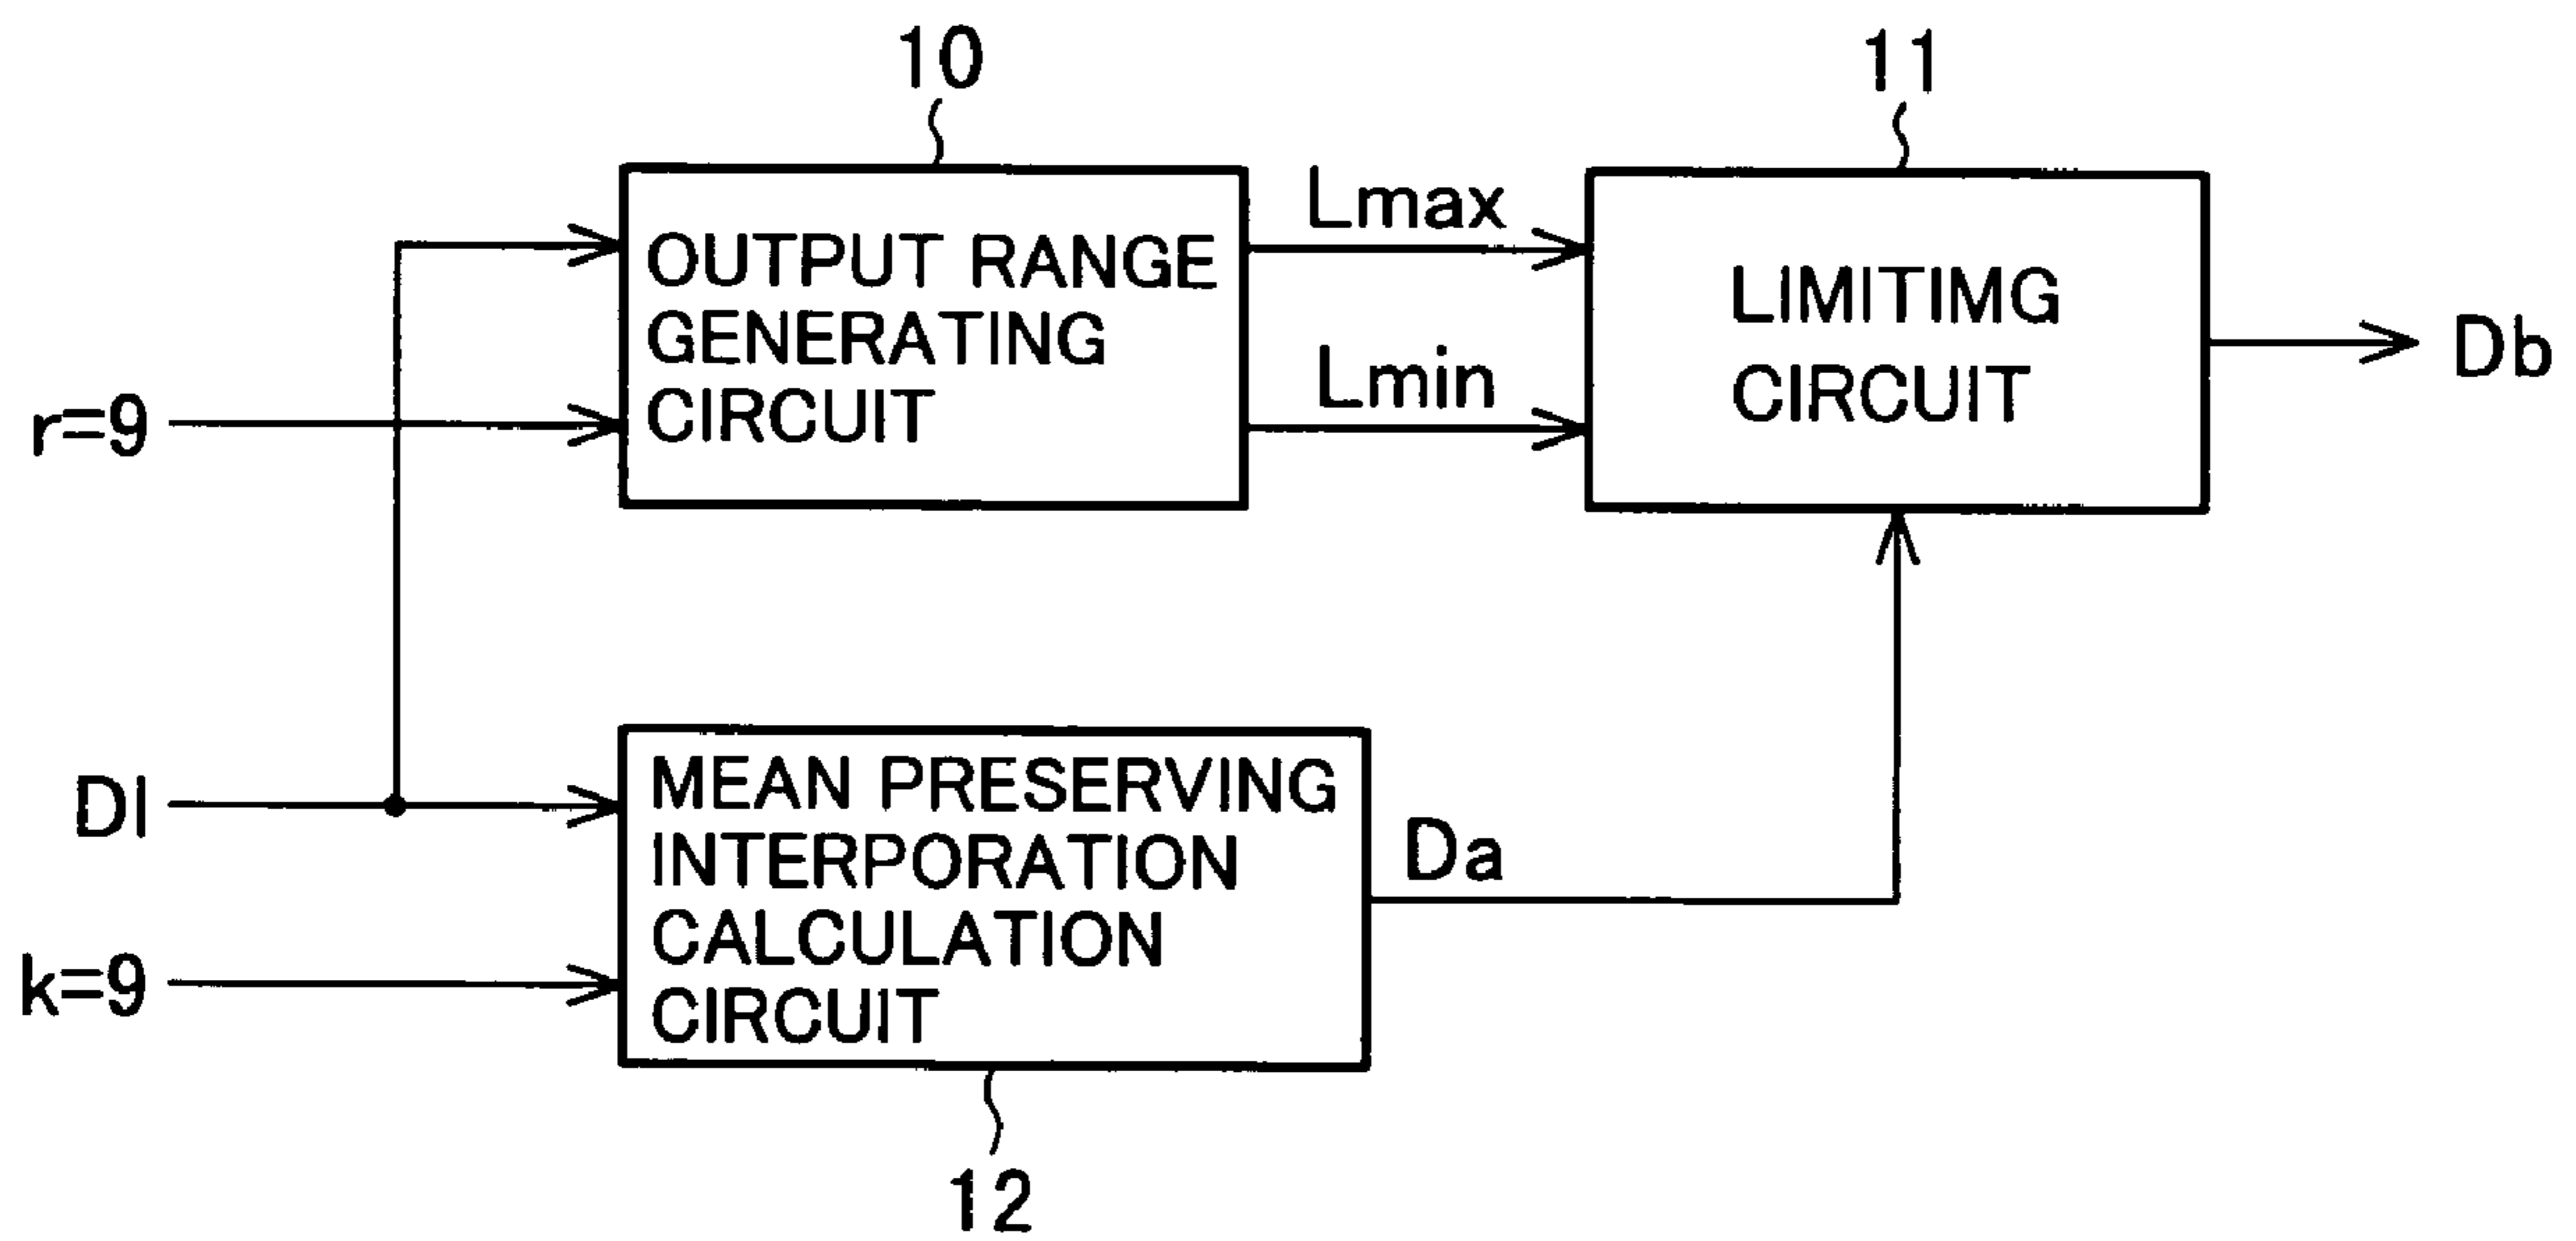 10
11
OUTPUT RANGE
GENERATING
CIRCUIT
Lmax
Lmin
LIMITIMG
CIRCUIT
Db
r=9
DI
k=9
MEAN PRESERVING
INTERPORATION
CALCULATION
CIRCUIT
Da
12